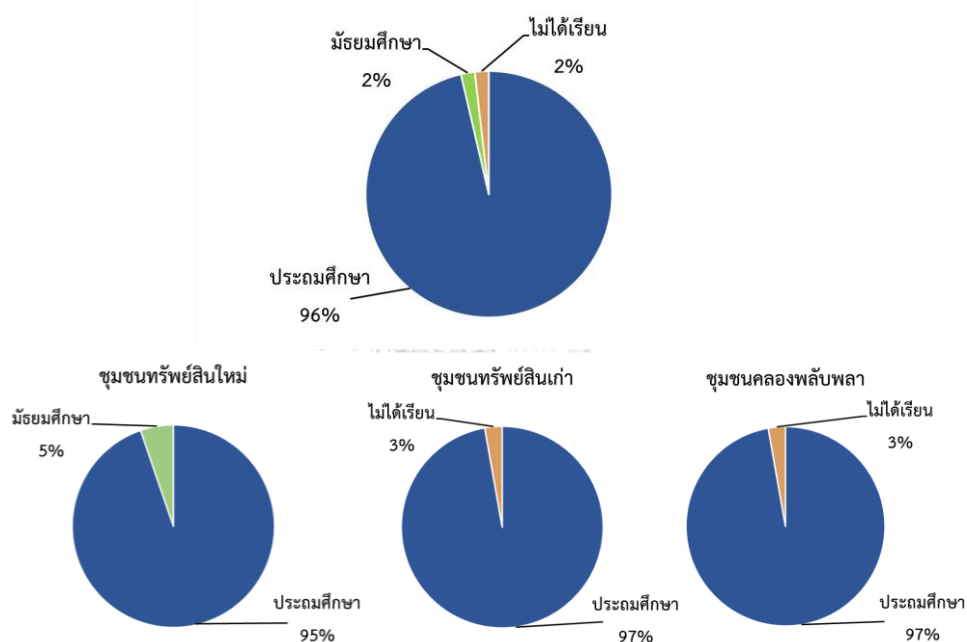 มัธยมศึกษา
2%
ไม่ได้เรียน
2%
ประถมศึกษา
96%
ชุมชนทรัพย์สินใหม่
มัธยมศึกษา
5%
ประถมศึกษา
95%
ชุมชนทรัพย์สินเก่า
ไม่ได้เรียน
3%
ประถมศึกษา
97%
ชุมชนคลองพลับพลา
ไม่ได้เรียน
3%
ประถมศึกษา
97%